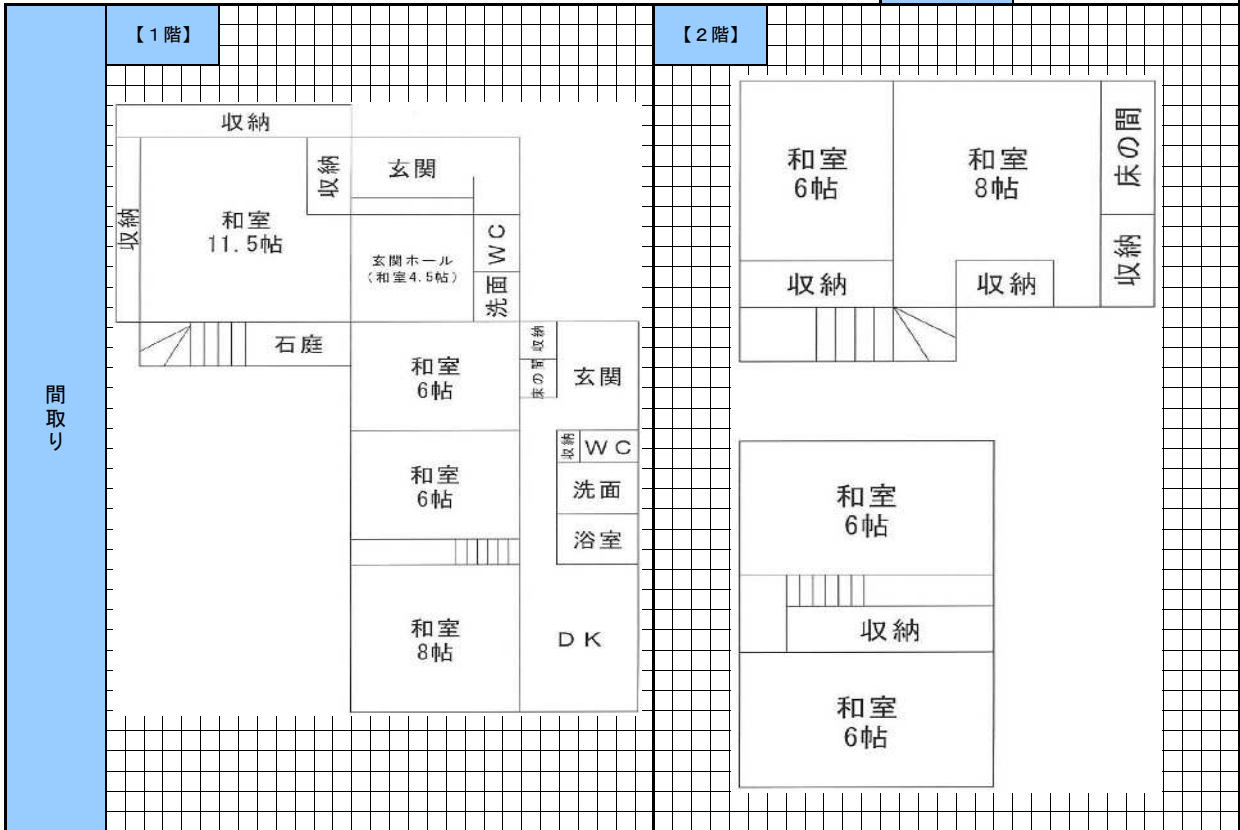 間取り
【1階】
収納
収納
玄関
収納
和室
11.5帖
玄関ホール
(和室4.5帖)
WC
洗面
石庭
和室
6帖
収納
床の間
玄関
和室
6帖
収納
WC
洗面
浴室
和室
8帖
DK
【2階】
和室
6帖
和室
8帖
床の間
収納
収納
収納
和室
6帖
収納
和室
6帖